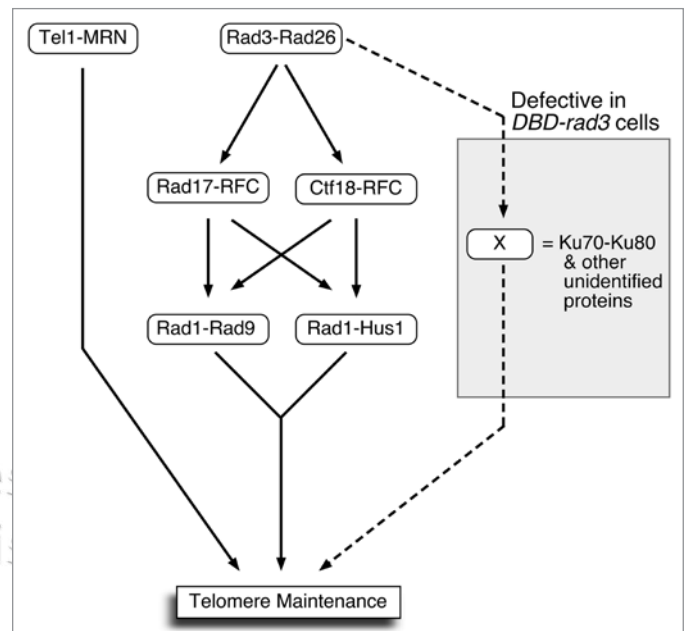 Tel1-MRN
Rad3-Rad26
Defective in
DBD-rad3 cells
Rad17-RFC
Ctf18-RFC
X
= Ku70-Ku80
& other
unidentified
proteins
Rad1-Rad9
Rad1-Hus1
Telomere Maintenance